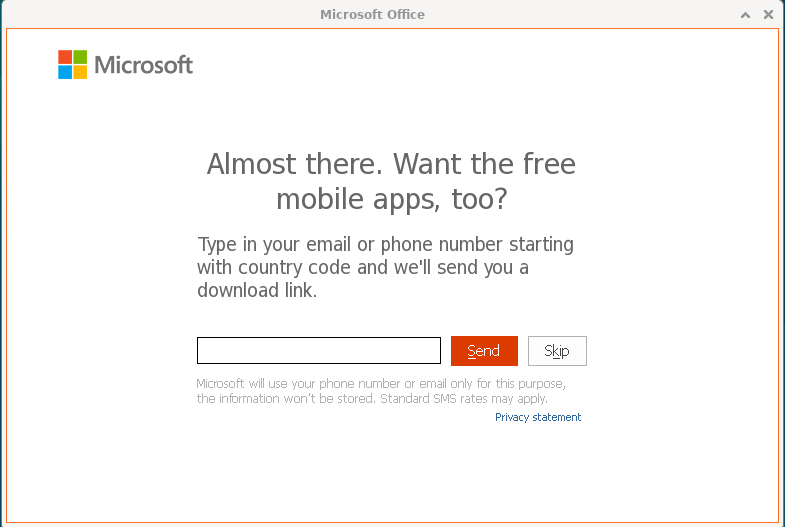 Microsoft Office
Microsoft
Almost there. Want the free
mobile apps, too?
Type in your email or phone number starting
with country code and we'll send you a
download link.
Send
Skip
Microsoft will use your phone number or email only for this purpose,
the information won't be stored. Standard SMS rates may apply.
Privacy statement